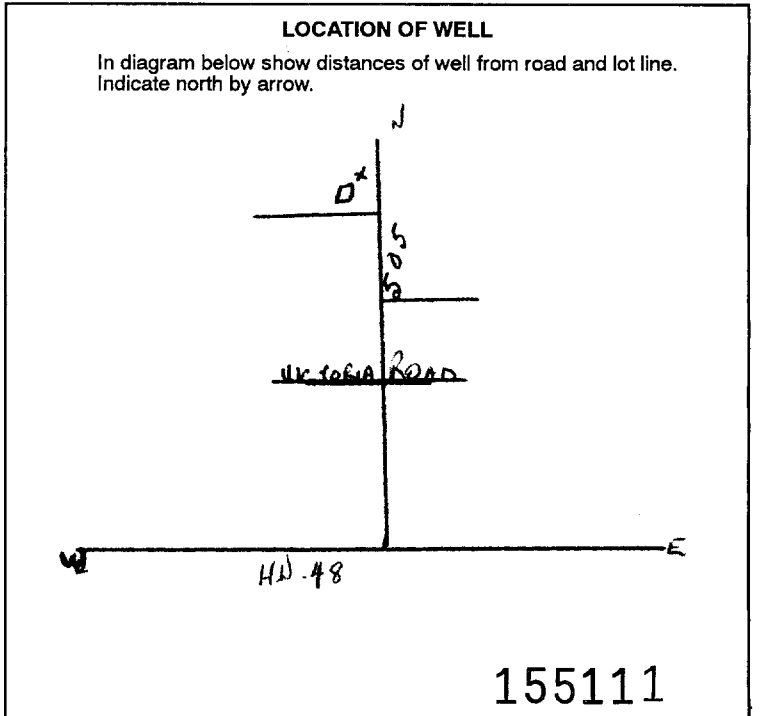 LOCATION OF WELL
In diagram below show distances of well from road and lot line.
Indicate north by arrow.
N
x
505
VICTORIA ROAD
W
E
HW.48
155111